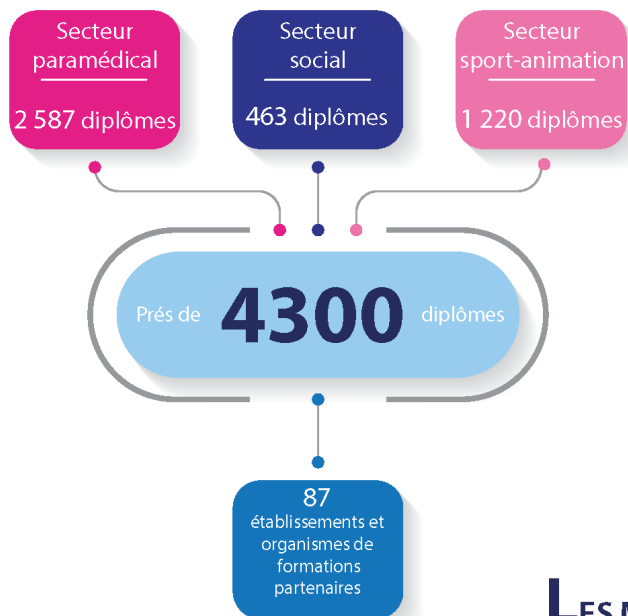 Secteur
paramédical
2 587 diplômes
Secteur
social
463 diplômes
Secteur
sport-animation
1 220 diplômes
Prés de 4300 diplômes
87
établissements et
organismes de
formations
partenaires